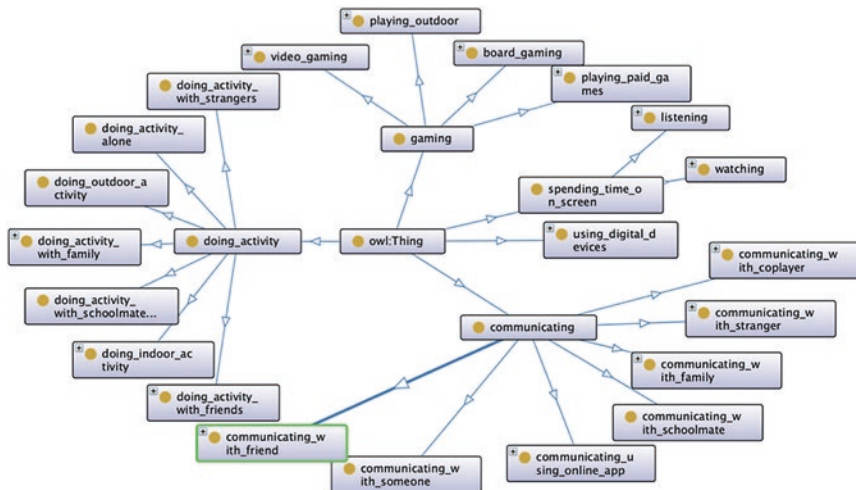 playing_outdoor
video_gaming
board_gaming
doing_activity_
with_strangers
playing_paid_ga
mes
doing_activity_
alone
gaming
listening
doing_outdoor_a
ctivity
spending_time_o
n_screen
watching
doing_activity_
with_family
doing_activity
owl:Thing
using_digital_d
evices
communicating_w
ith_coplayer
doing_activity_
with_schoolmate...
communicating
communicating_w
ith_stranger
doing_indoor_ac
tivity
communicating_w
ith_family
doing_activity_
with_friends
communicating_w
ith_schoolmate
communicating_w
ith_friend
communicating_w
ith_someone
communicating_u
sing_online_app